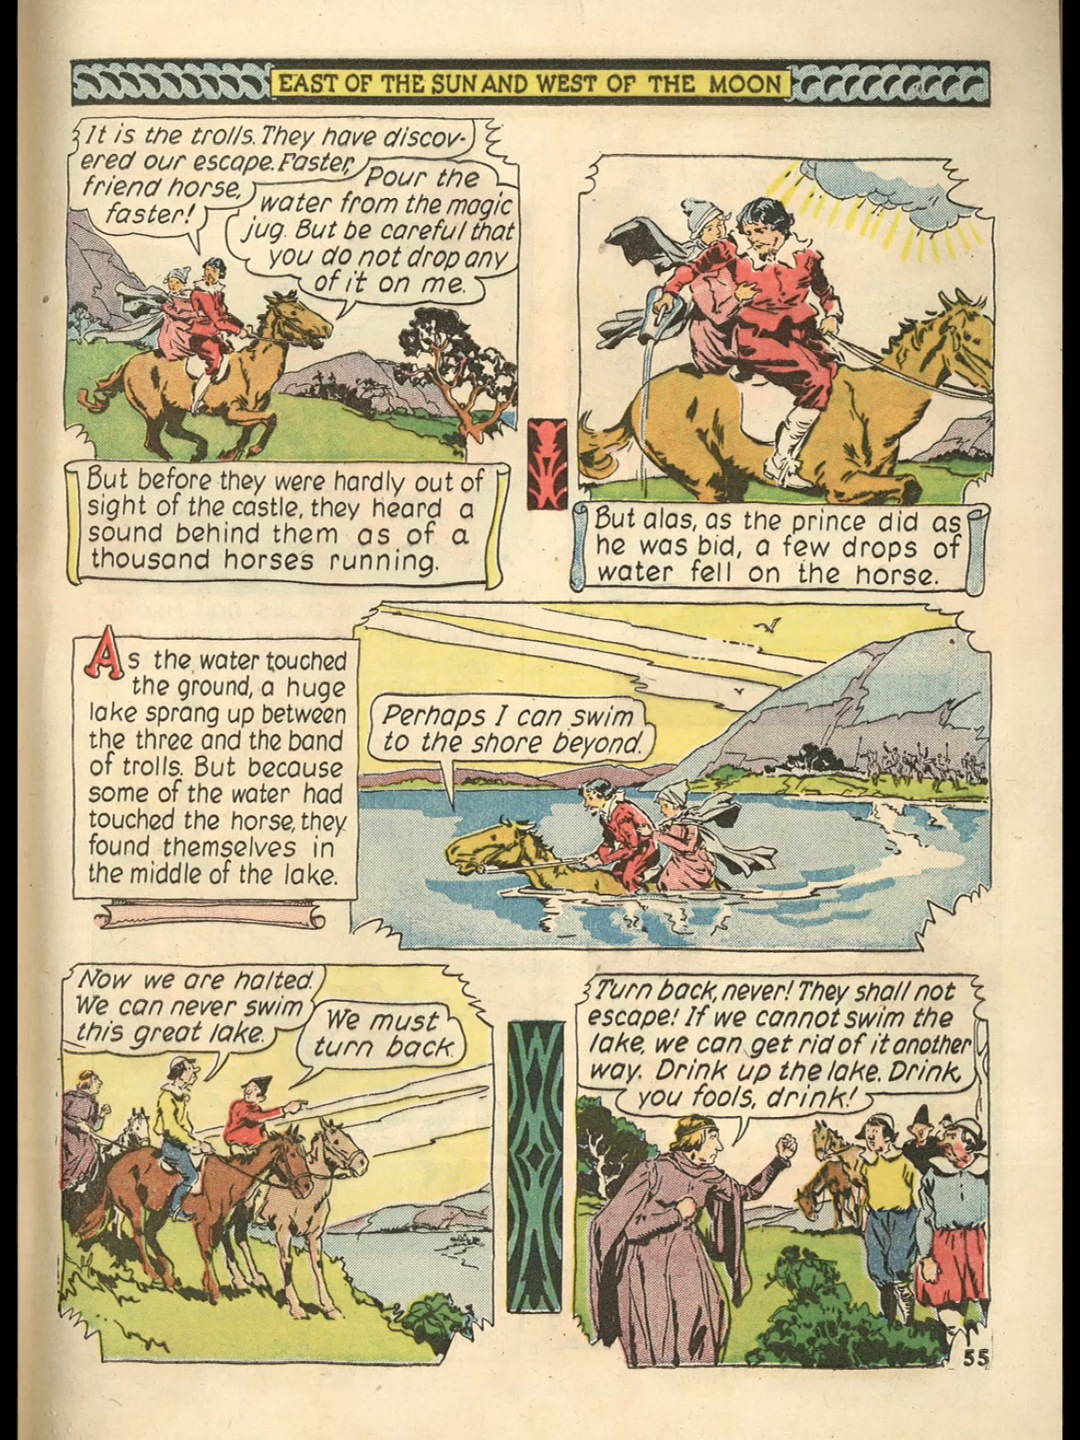 EAST OF THE SUN AND WEST OF THE MOON
It is the trolls. They have discov-
ered our escape. Faster,
friend horse,
faster!
Pour the
water from the magic
jug. But be careful that
you do not drop any
of it on me.
But before they were hardly out of
sight of the castle, they heard a
sound behind them as of a
thousand horses running.
But alas, as the prince did as
he was bid, a few drops of
water fell on the horse.
As the water touched
the ground, a huge
lake sprang up between
the three and the band
of trolls. But because
some of the water had
touched the horse, they
found themselves in
the middle of the lake.
Perhaps I can swim
to the shore beyond.
Now we are halted.
We can never swim
this great lake.
We must
turn back.
Turn back, never! They shall not
escape! If we cannot swim the
lake, we can get rid of it another
way. Drink up the lake. Drink,
you fools, drink!
55